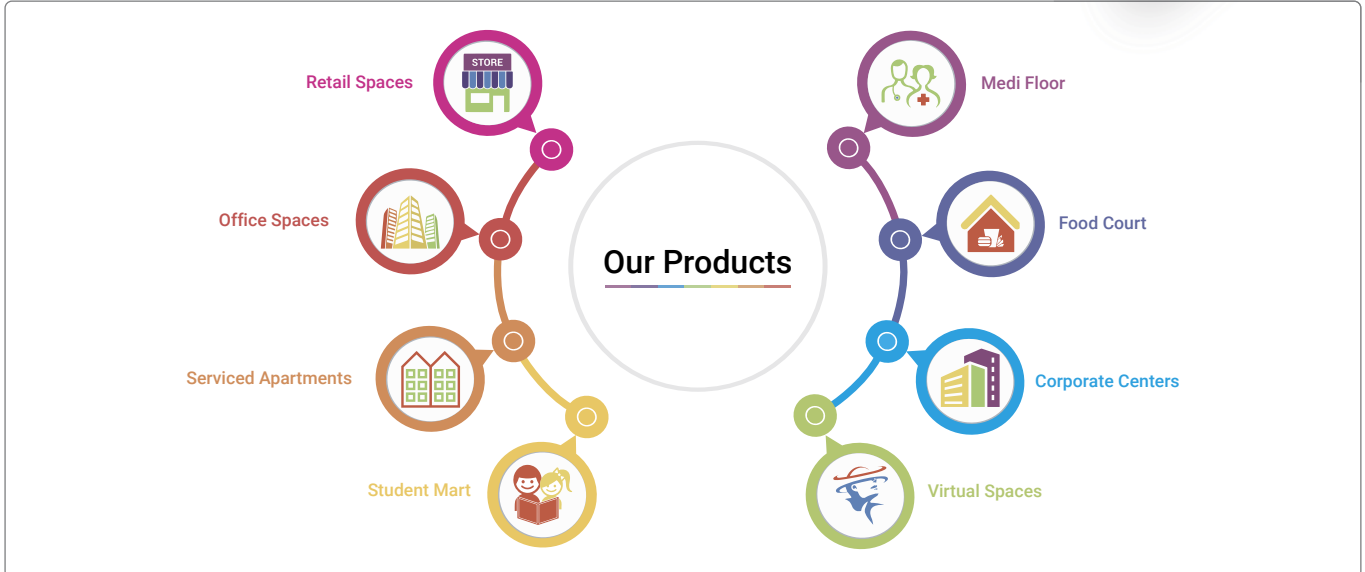 Retail Spaces
STORE
Medi Floor
Office Spaces
Food Court
Our Products
Serviced Apartments
Corporate Centers
Student Mart
Virtual Spaces